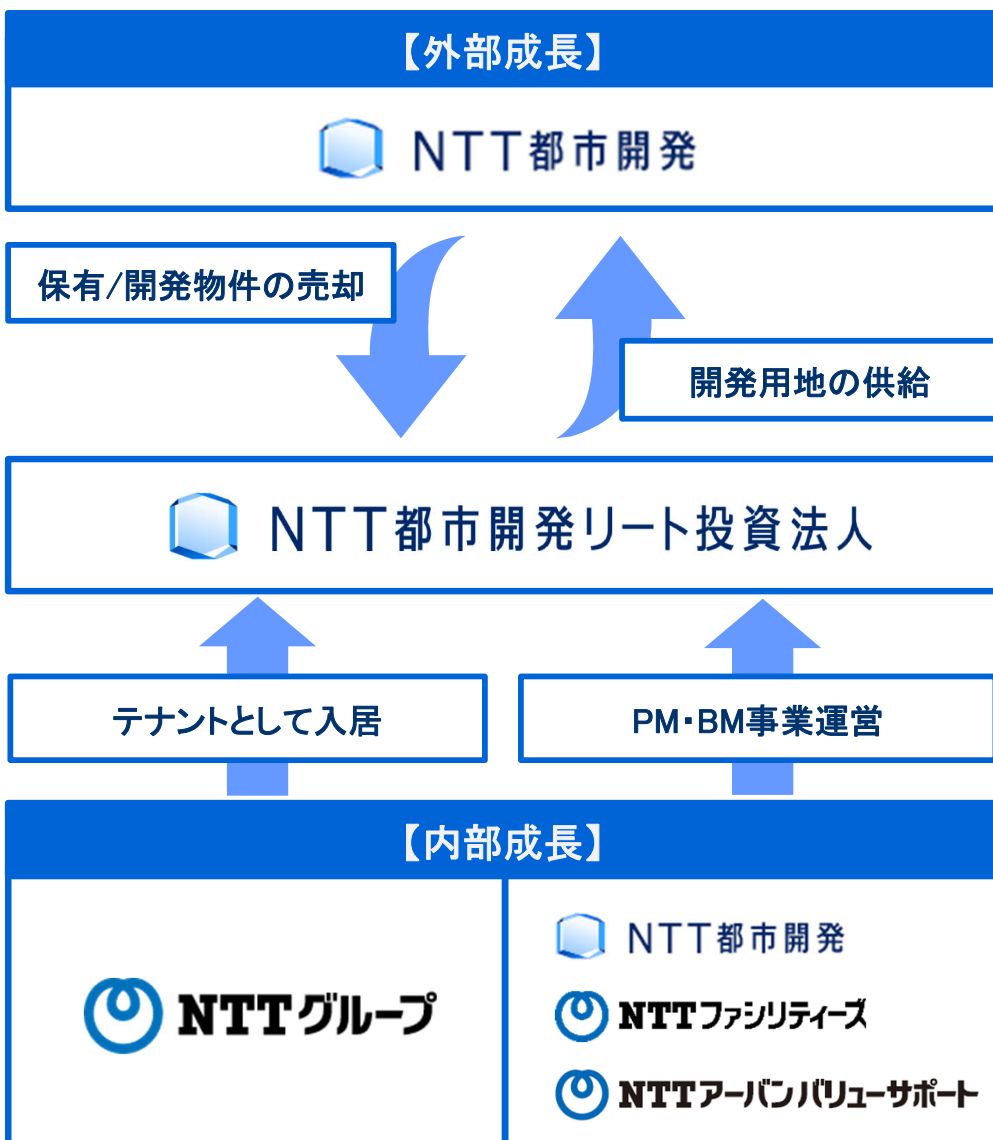 【外部成長】
NTT都市開発
保有/開発物件の売却
開発用地の供給
NTT都市開発リート投資法人
テナントとして入居
PM・BM事業運営
【内部成長】
NTTグループ
NTT都市開発
NTTファシリティーズ
NTTアーバンバリューサポート